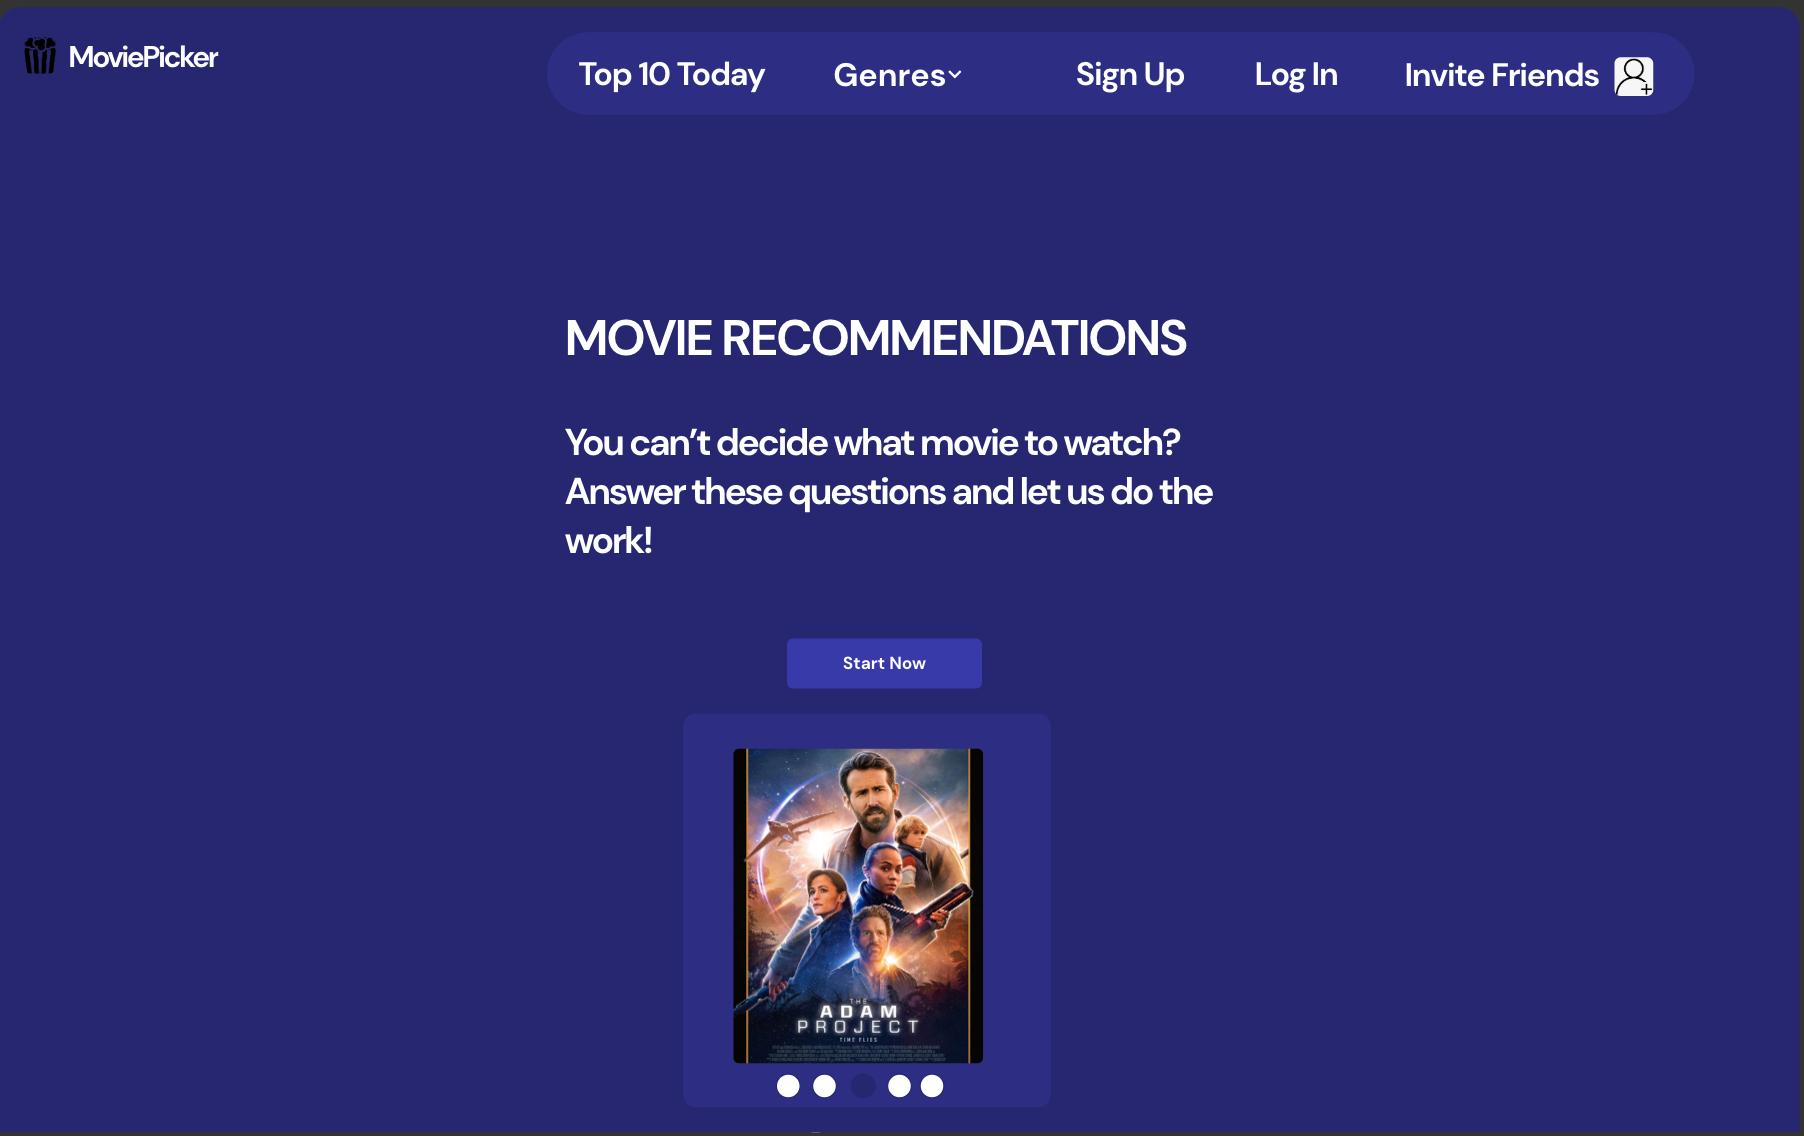 MoviePicker
Top 10 Today
Genres
Sign Up
Log In
Invite Friends
MOVIE RECOMMENDATIONS
You can’t decide what movie to watch?
Answer these questions and let us do the
work!
Start Now
THE
ADAM
PROJECT
TIME FLIES